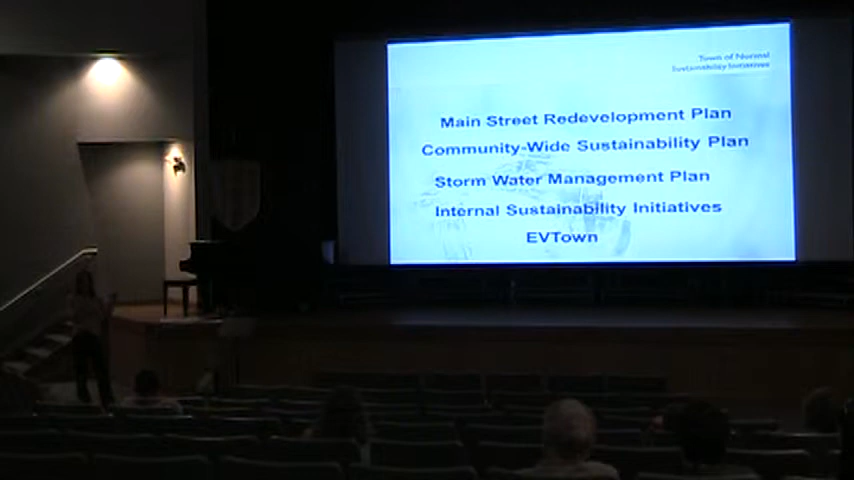 Town of Normal
Sustainability Initiatives
Main Street Redevelopment Plan
Community-Wide Sustainability Plan
Storm Water Management Plan
Internal Sustainability Initiatives
EVTown